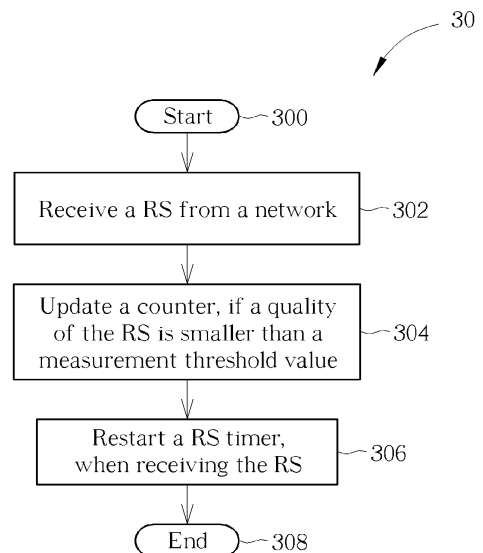 30
Start
300
Receive a RS from a network
302
Update a counter, if a quality
of the RS is smaller than a
measurement threshold value
304
Restart a RS timer,
when receiving the RS
306
End
308